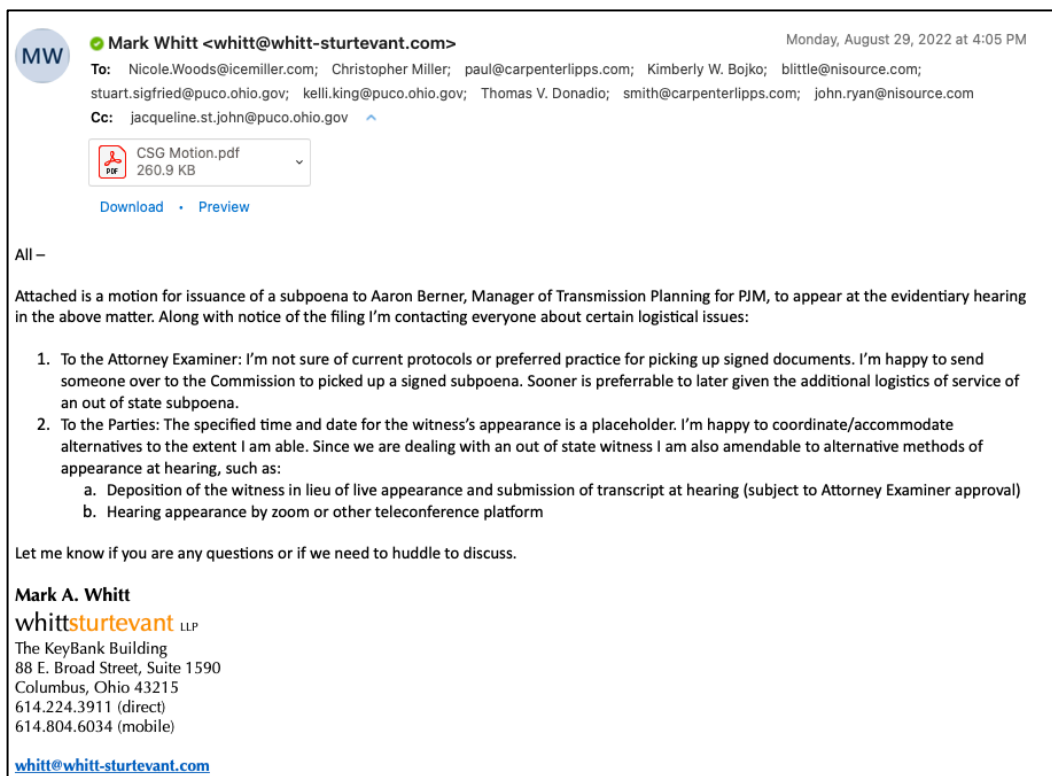 MW
Mark Whitt <whitt@whitt-sturtevant.com>
Monday, August 29, 2022 at 4:05 PM
To: Nicole.Woods@icemiller.com; Christopher Miller; paul@carpenterlipps.com; Kimberly W. Bojko; blittle@nisource.com;
stuart.sigfried@puco.ohio.gov; kelli.king@puco.ohio.gov; Thomas V. Donadio; smith@carpenterlipps.com; john.ryan@nisource.com
Cc: jacqueline.st.john@puco.ohio.gov
PDF
CSG Motion.pdf
260.9 KB
Download • Preview
All –
Attached is a motion for issuance of a subpoena to Aaron Berner, Manager of Transmission Planning for PJM, to appear at the evidentiary hearing
in the above matter. Along with notice of the filing I'm contacting everyone about certain logistical issues:
1. To the Attorney Examiner: I'm not sure of current protocols or preferred practice for picking up signed documents. I'm happy to send
someone over to the Commission to picked up a signed subpoena. Sooner is preferrable to later given the additional logistics of service of
an out of state subpoena.
2. To the Parties: The specified time and date for the witness's appearance is a placeholder. I'm happy to coordinate/accommodate
alternatives to the extent I am able. Since we are dealing with an out of state witness I am also amendable to alternative methods of
appearance at hearing, such as:
a. Deposition of the witness in lieu of live appearance and submission of transcript at hearing (subject to Attorney Examiner approval)
b. Hearing appearance by zoom or other teleconference platform
Let me know if you are any questions or if we need to huddle to discuss.
Mark A. Whitt
whittsturtevant LLP
The KeyBank Building
88 E. Broad Street, Suite 1590
Columbus, Ohio 43215
614.224.3911 (direct)
614.804.6034 (mobile)
whitt@whitt-sturtevant.com